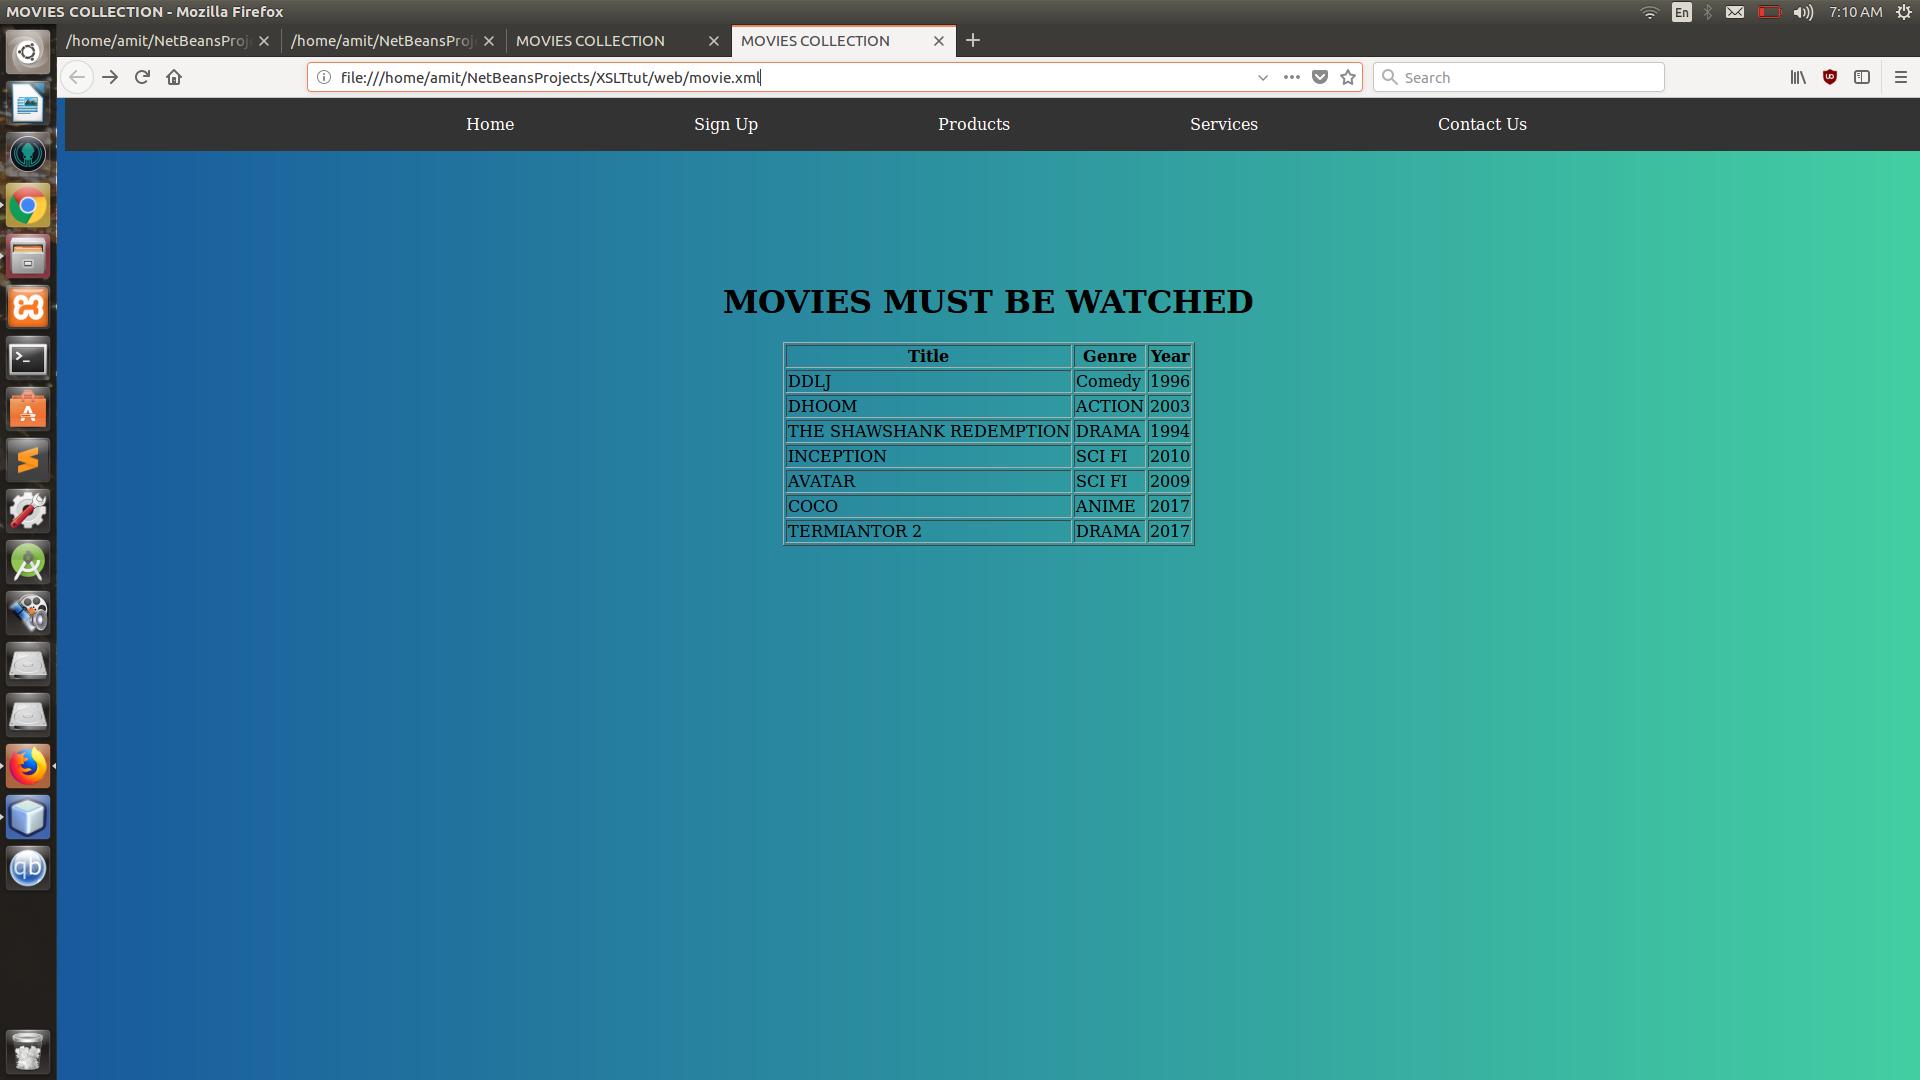 MOVIES COLLECTION - Mozilla Firefox
En
7:10 AM
/home/amit/NetBeansProj
/home/amit/NetBeansProj
MOVIES COLLECTION
MOVIES COLLECTION
file:///home/amit/NetBeansProjects/XSLTtut/web/movie.xml
Search
Home Sign Up Products Services Contact Us
MOVIES MUST BE WATCHED
Title Genre Year
DDLJ Comedy 1996
DHOOM ACTION 2003
THE SHAWSHANK REDEMPTION DRAMA 1994
INCEPTION SCI FI 2010
AVATAR SCI FI 2009
COCO ANIME 2017
TERMIANTOR 2 DRAMA 2017
qb